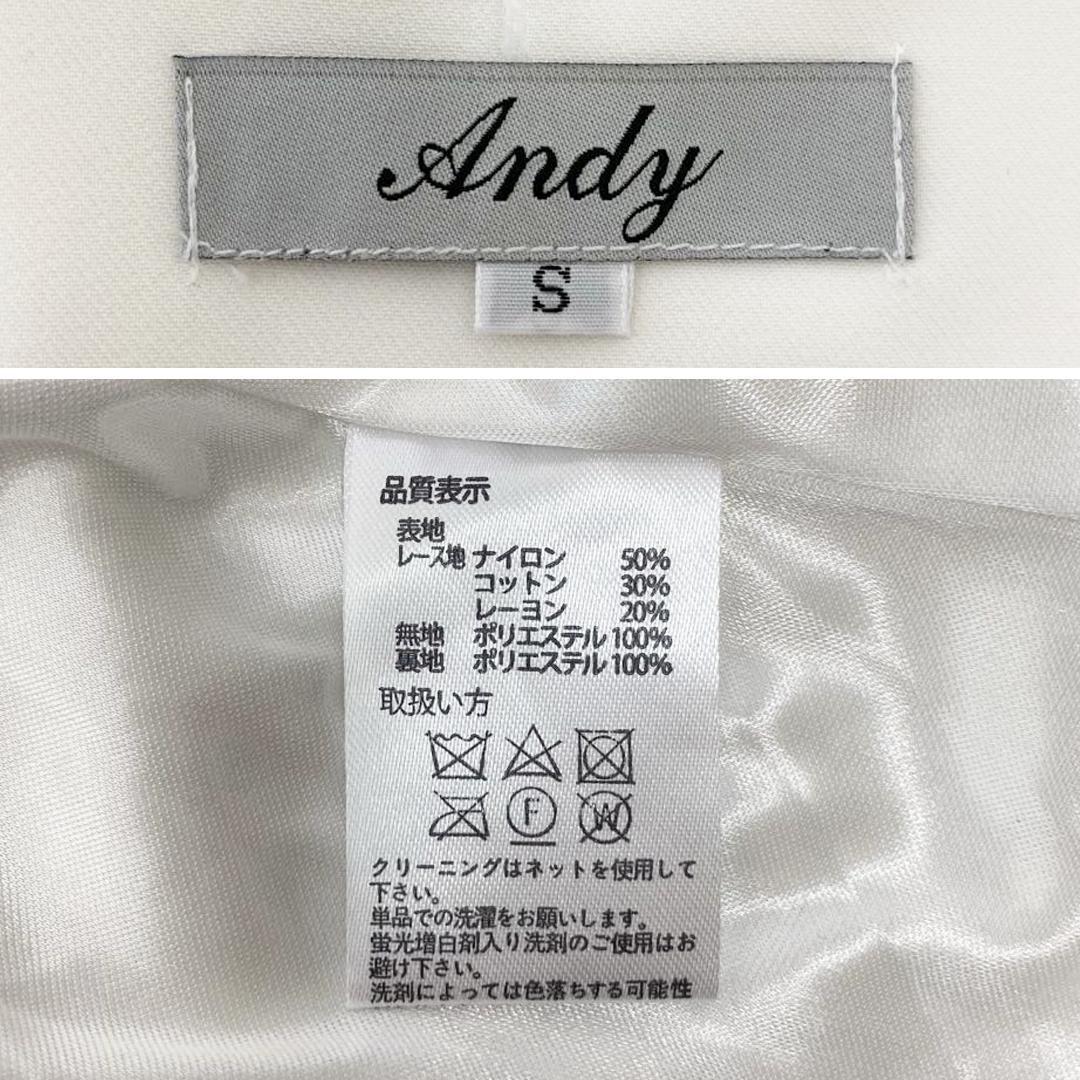 Andy
S
品質表示
表地
レース地 ナイロン 50%
コットン 30%
レーヨン 20%
無地 ポリエステル 100%
裏地 ポリエステル 100%
取扱い方
F W
クリーニングはネットを使用して
下さい。
単品での洗濯をお願いします。
蛍光増白剤入り洗剤のご使用はお
避け下さい。
洗剤によっては色落ちする可能性